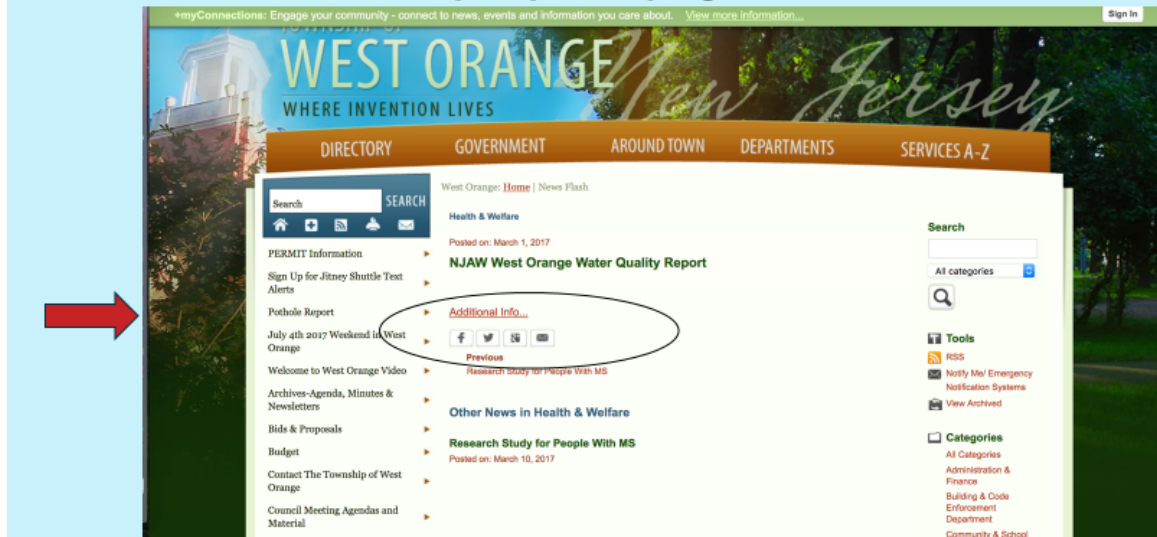 +myConnections: Engage your community - connect to news, events and information you care about. View more information...
Sign In
TOWNSHIP OF
WEST ORANGE
New Jersey
WHERE INVENTION LIVES
DIRECTORY
GOVERNMENT
AROUND TOWN
DEPARTMENTS
SERVICES A-Z
Search
SEARCH
PERMIT Information
Sign Up for Jitney Shuttle Text
Alerts
Pothole Report
July 4th 2017 Weekend in West
Orange
Welcome to West Orange Video
Archives-Agenda, Minutes &
Newsletters
Bids & Proposals
Budget
Contact The Township of West
Orange
Council Meeting Agendas and
Material
West Orange: Home | News Flash
Health & Welfare
Posted on: March 1, 2017
NJAW West Orange Water Quality Report
Additional Info...
Previous
Research Study for People With MS
Other News in Health & Welfare
Research Study for People With MS
Posted on: March 10, 2017
Search
All categories
Tools
RSS
Notify Me/ Emergency
Notification Systems
View Archived
Categories
All Categories
Administration &
Finance
Building & Code
Enforcement
Department
Community & School